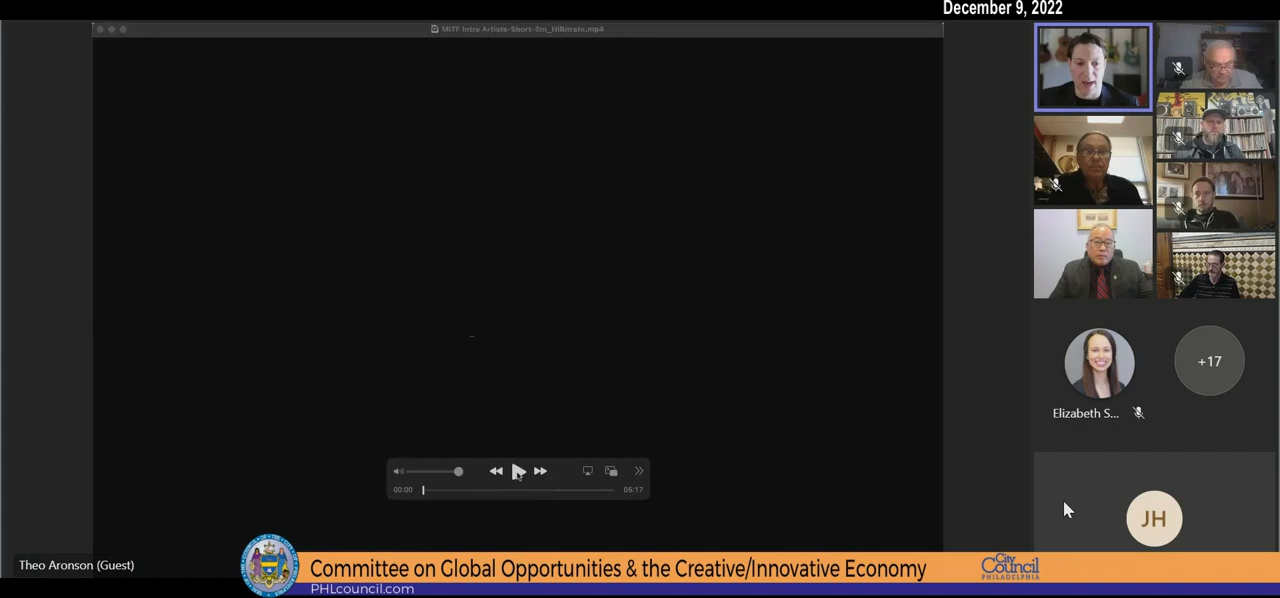 December 9, 2022
MITF Intro Artists-Short-5m_HiBitrate.mp4
+17
Elizabeth S...
00:00
05:17
JH
Theo Aronson (Guest)
Committee on Global Opportunities & the Creative/Innovative Economy
City
Council
PHILADELPHIA
PHLcouncil.com